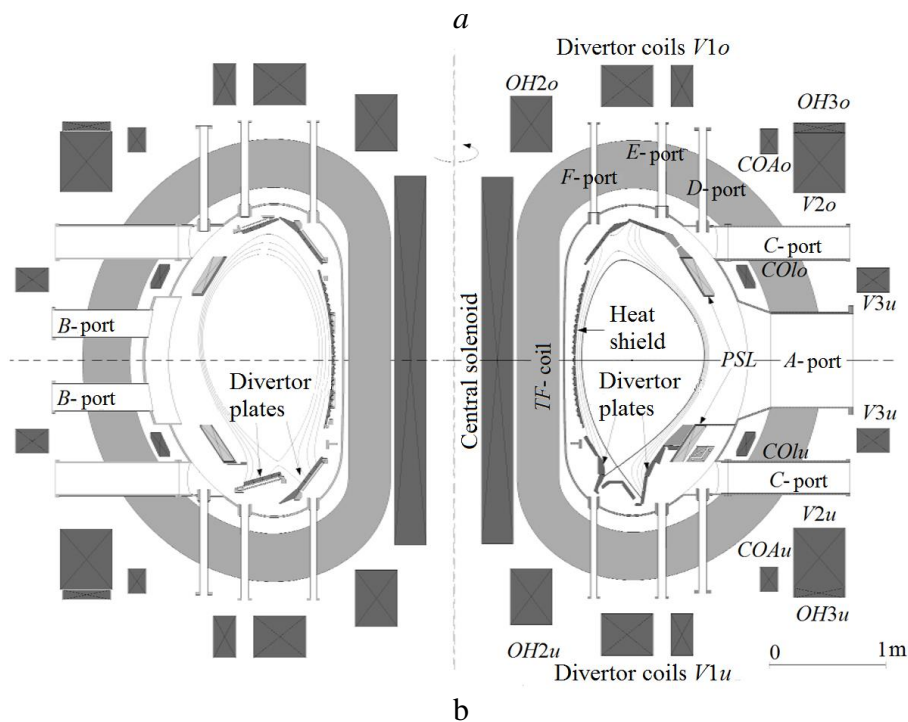 a
Divertor coils V1o
OH2o
OH3o
E- port
COAo
F- port
D- port
V2o
C- port
COlo
V3u
B- port
Heat
shield
PSL
A- port
Central solenoid
TF- coil
B- port
Divertor
plates
Divertor
plates
V3u
COlu
C- port
V2u
COAu
OH3u
OH2u
Divertor coils V1u
0
1 m
b